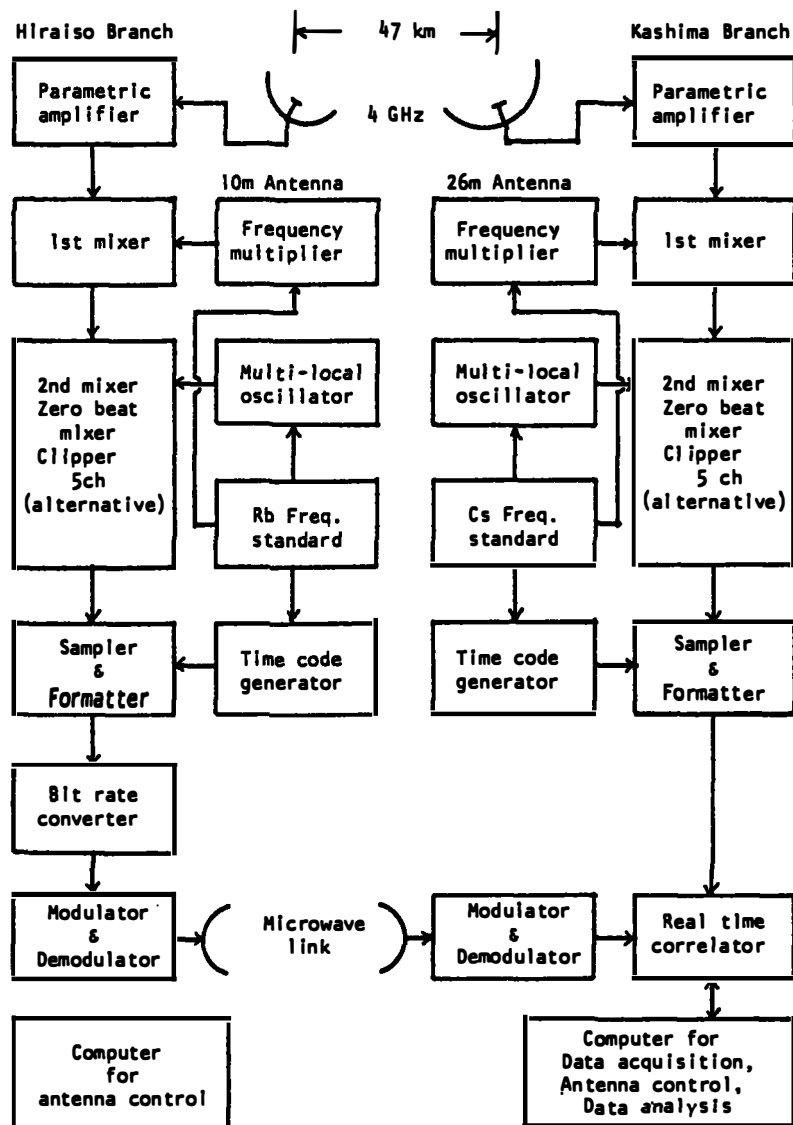 Hiraiso Branch
47 km
Kashima Branch
Parametric
amplifier
4 GHz
Parametric
amplifier
10m Antenna
26m Antenna
1st mixer
Frequency
multiplier
Frequency
multiplier
1st mixer
2nd mixer
Zero beat
mixer
Clipper
5ch
(alternative)
Multi-local
oscillator
Multi-local
oscillator
2nd mixer
Zero beat
mixer
Clipper
5 ch
(alternative)
Rb Freq.
standard
Cs Freq.
standard
Sampler
&
Formatter
Time code
generator
Time code
generator
Sampler
&
Formatter
Bit rate
converter
Modulator
&
Demodulator
Microwave
link
Modulator
&
Demodulator
Real time
correlator
Computer
for
antenna control
Computer for
Data acquisition,
Antenna control,
Data analysis